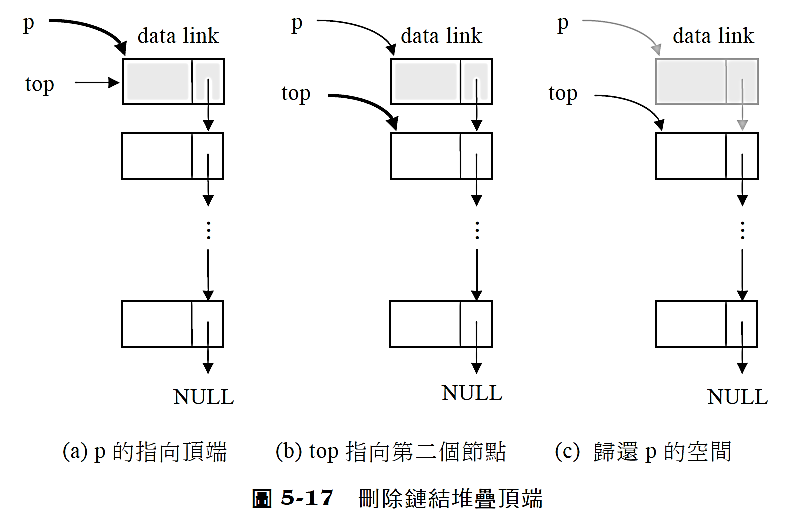 p
data link
top
NULL
(a) p 的指向頂端
p
data link
top
NULL
(b) top 指向第二個節點
p
data link
top
NULL
(c) 歸還 p 的空間
圖 5-17 刪除鏈結堆疊頂端